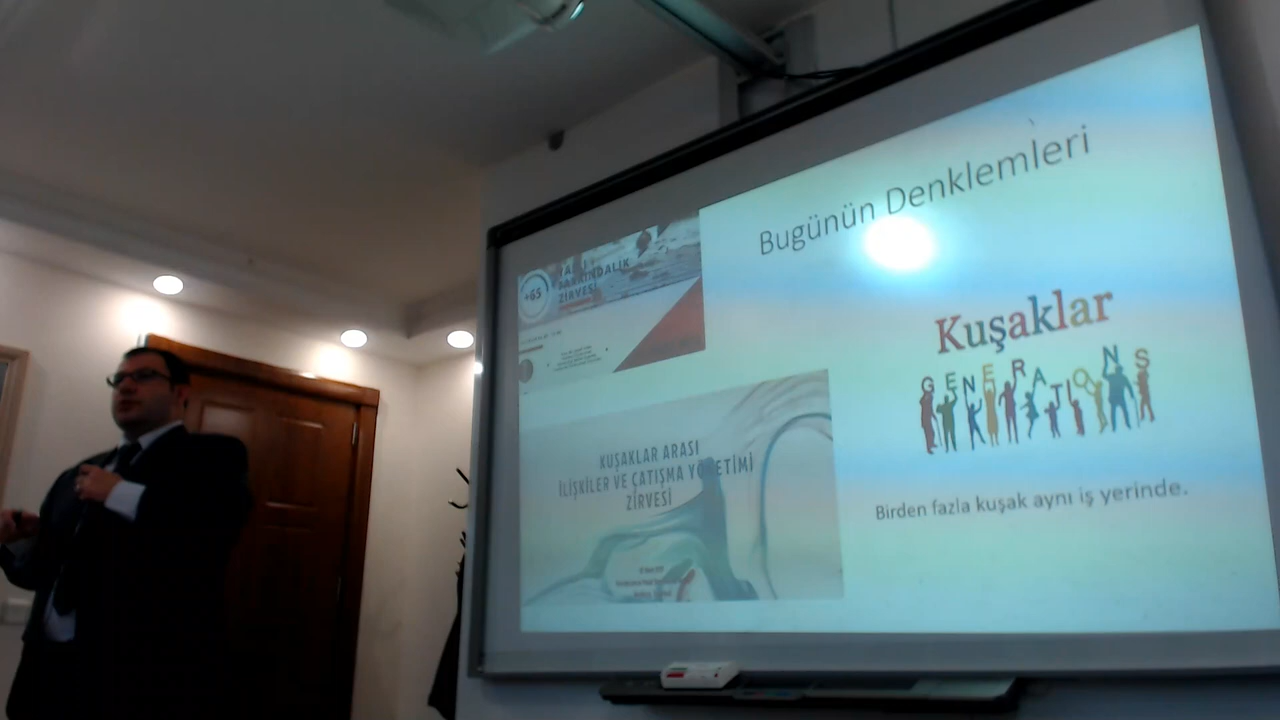 Bugünün Denklemleri
+65
FARKINDALIK
ZİRVESİ
Kuşaklar
GENERATIONS
KUŞAKLAR ARASI
İLİŞKİLER VE ÇATIŞMA YÖNETİMİ
ZİRVESİ
Birden fazla kuşak aynı iş yerinde.